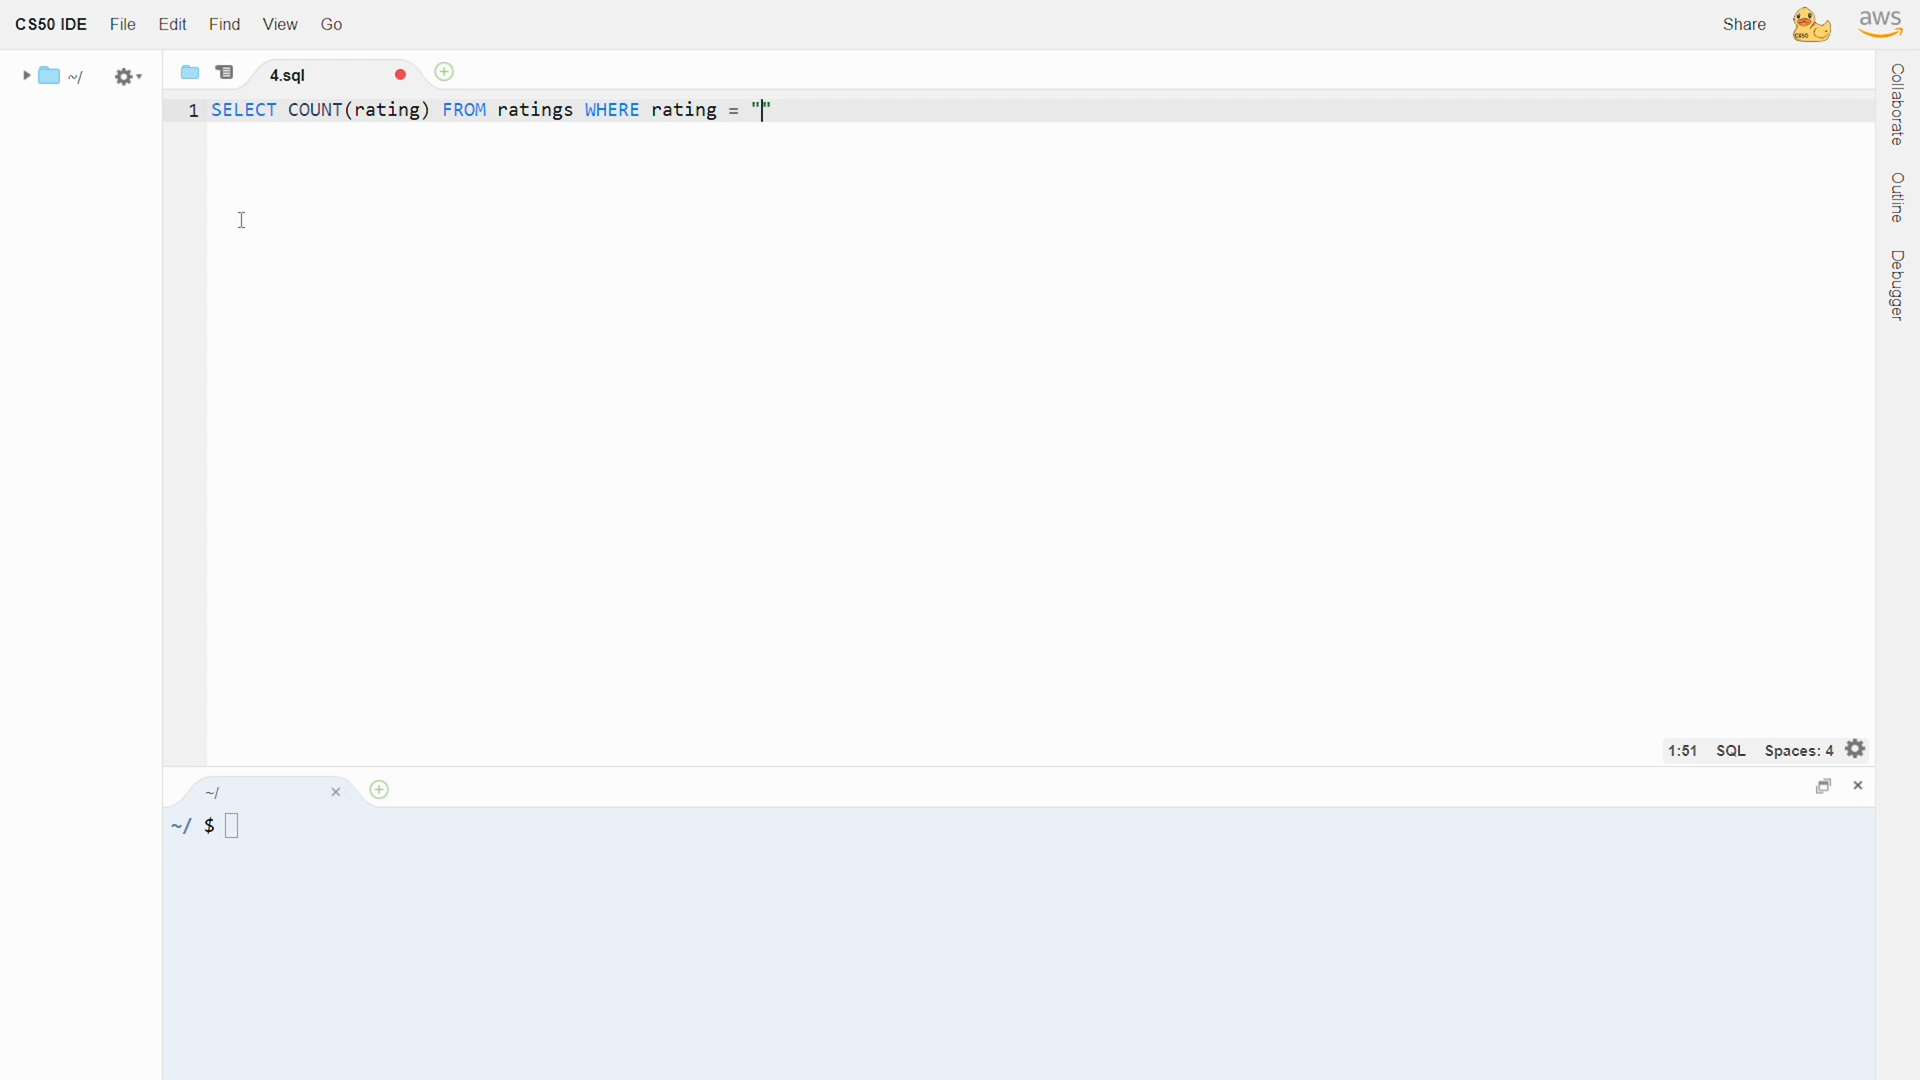 CS50 IDE File Edit Find View Go Share CS50 aws
~/ 4.sql
1 SELECT COUNT(rating) FROM ratings WHERE rating = ""
Collaborate
Outline
Debugger
1:51 SQL Spaces: 4
~/
~/ $